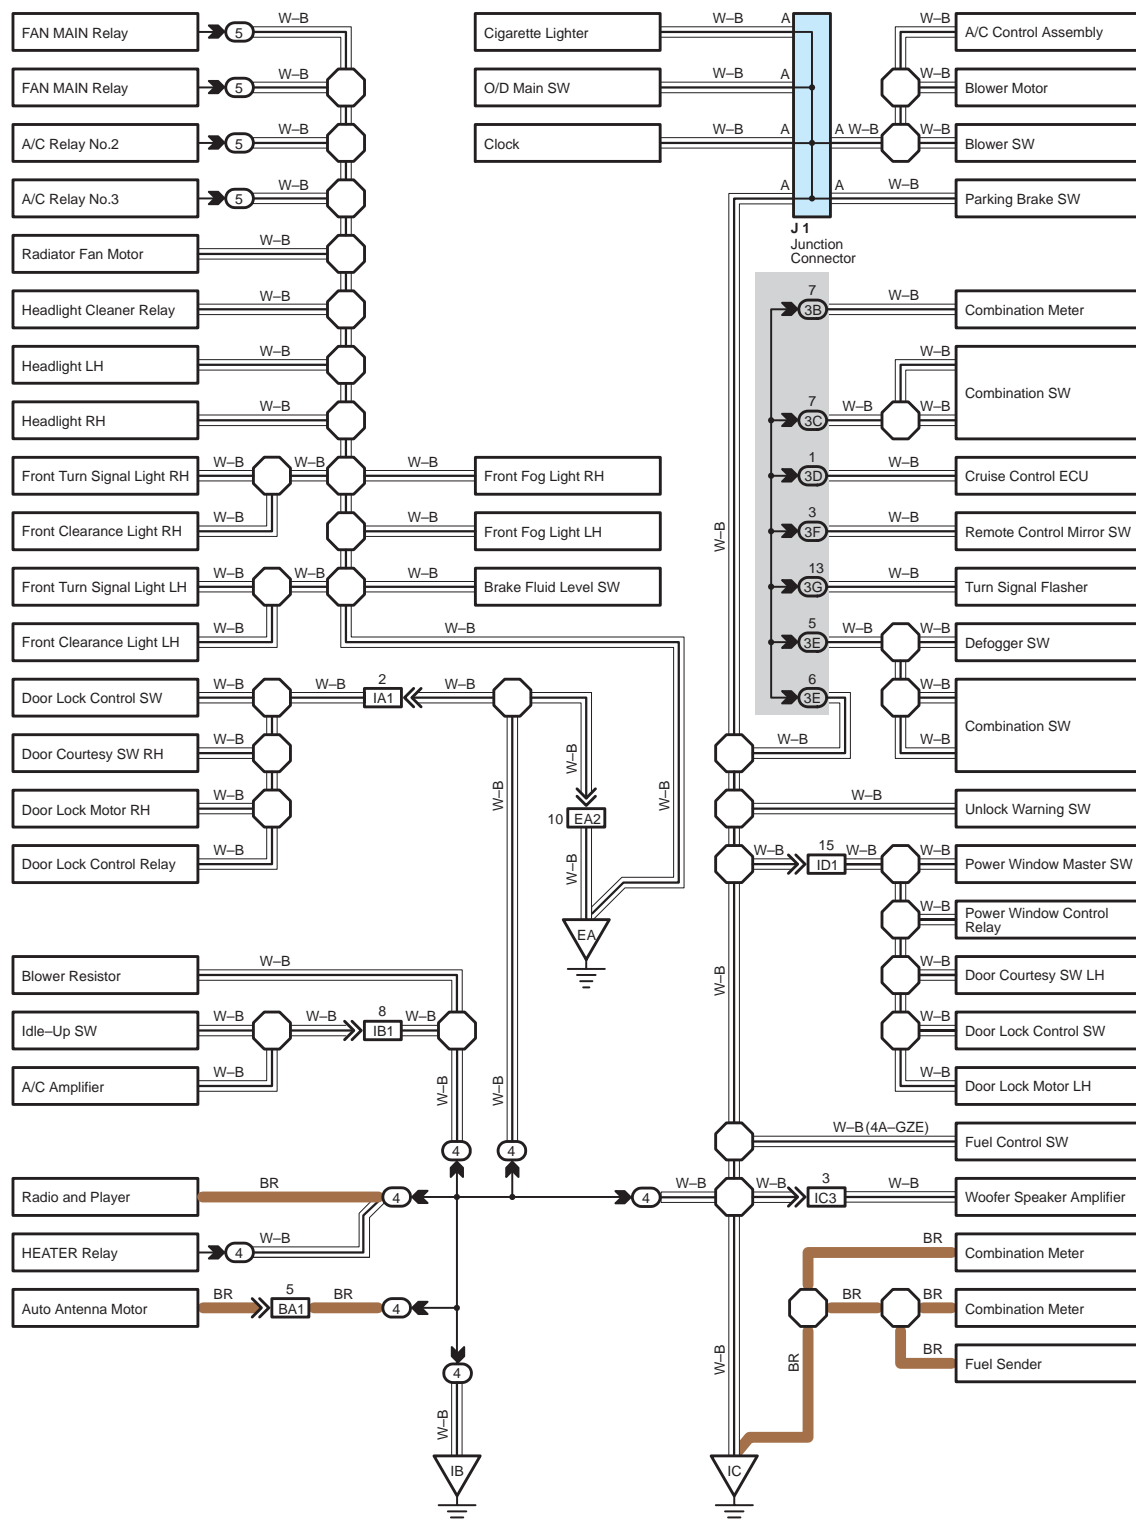 FAN MAIN Relay 5 W–B
Cigarette Lighter W–B A
W–B A/C Control Assembly
FAN MAIN Relay 5 W–B
O/D Main SW W–B A
W–B Blower Motor
A/C Relay No.2 5 W–B
Clock W–B A
A W–B W–B Blower SW
A/C Relay No.3 5 W–B
A A W–B Parking Brake SW
J 1
Junction
Connector
Radiator Fan Motor W–B
Headlight Cleaner Relay W–B
7
3B W–B Combination Meter
Headlight LH W–B
W–B
Combination SW
Headlight RH W–B
7
3C W–B W–B
Front Turn Signal Light RH W–B W–B W–B Front Fog Light RH
1
3D W–B Cruise Control ECU
Front Clearance Light RH W–B
W–B Front Fog Light LH
3
3F W–B Remote Control Mirror SW
W–B
Front Turn Signal Light LH W–B W–B W–B Brake Fluid Level SW
13
3G W–B Turn Signal Flasher
Front Clearance Light LH W–B
W–B
5
3E W–B W–B Defogger SW
Door Lock Control SW W–B W–B
2
IA1 W–B
6
3E
W–B
Combination SW
W–B
Door Courtesy SW RH W–B
W–B
W–B
W–B
W–B
W–B
Door Lock Motor RH W–B
10 EA2
W–B Unlock Warning SW
Door Lock Control Relay W–B
W–B
W–B
15
ID1 W–B W–B Power Window Master SW
EA
W–B Power Window Control
Relay
Blower Resistor W–B
W–B
W–B Door Courtesy SW LH
Idle–Up SW W–B W–B
8
IB1 W–B
W–B Door Lock Control SW
A/C Amplifier W–B
W–B
W–B
W–B Door Lock Motor LH
4
4
W–B (4A–GZE) Fuel Control SW
Radio and Player BR 4
4 W–B W–B
3
IC3 W–B Woofer Speaker Amplifier
HEATER Relay 4 W–B
BR Combination Meter
Auto Antenna Motor BR
5
BA1 BR 4
BR BR Combination Meter
4
W–B
BR
BR Fuel Sender
W–B
IB
IC